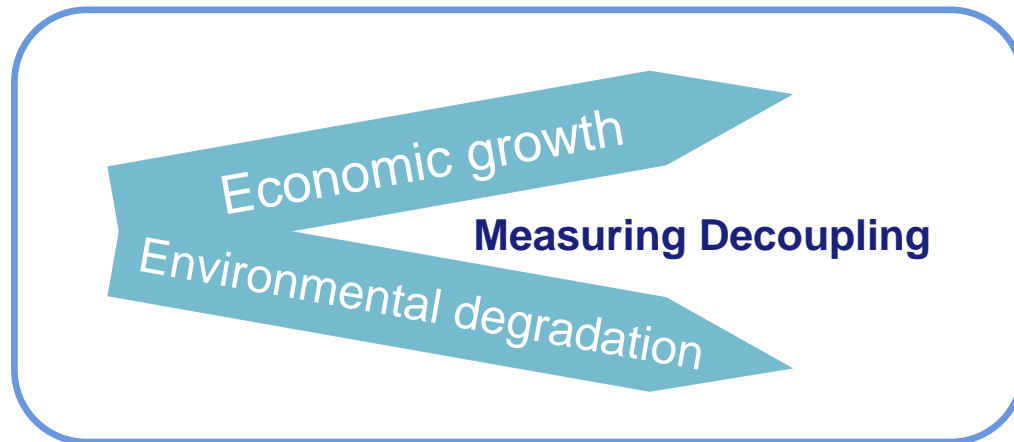 Economic growth
Measuring Decoupling
Environmental degradation